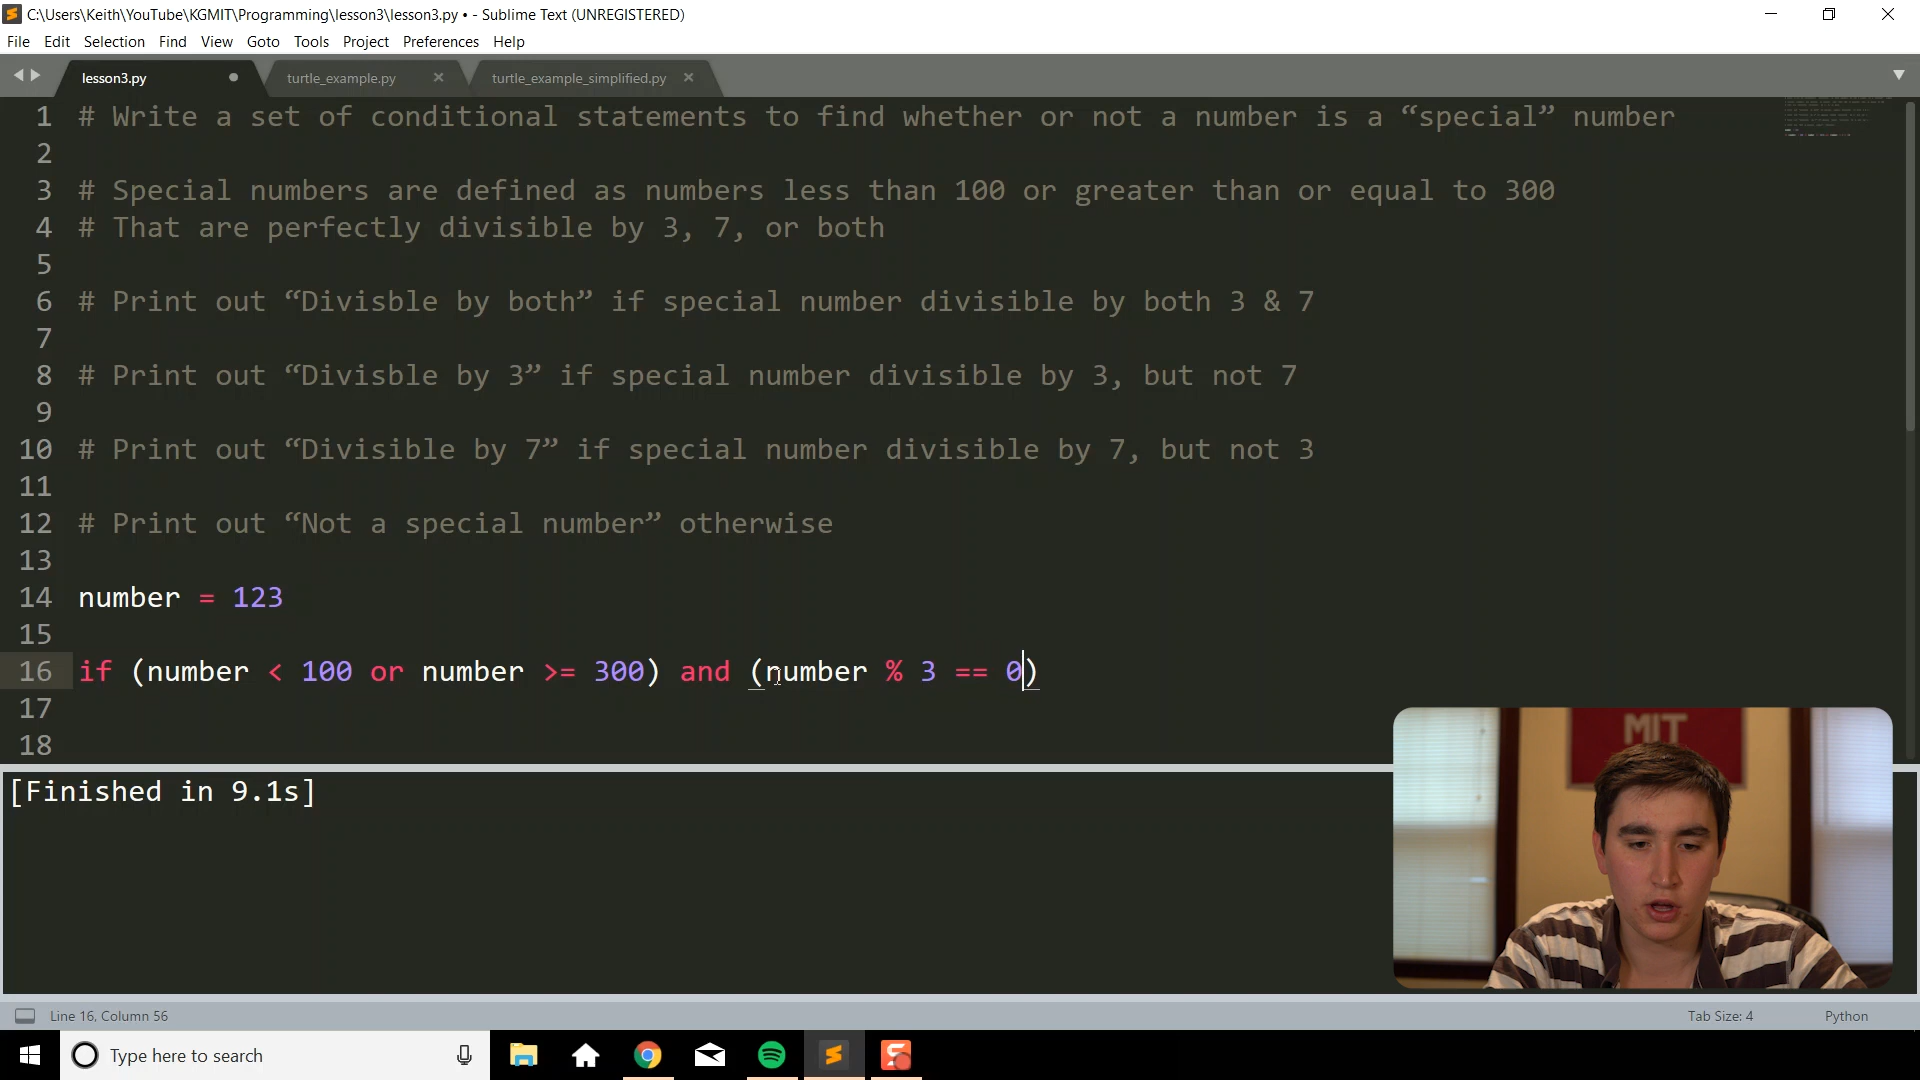 C:\Users\Keith\YouTube\KGMIT\Programming\lesson3\lesson3.py • - Sublime Text (UNREGISTERED)
File Edit Selection Find View Goto Tools Project Preferences Help
lesson3.py turtle_example.py turtle_example_simplified.py
1 # Write a set of conditional statements to find whether or not a number is a “special” number
2
3 # Special numbers are defined as numbers less than 100 or greater than or equal to 300
4 # That are perfectly divisible by 3, 7, or both
5
6 # Print out “Divisble by both” if special number divisible by both 3 & 7
7
8 # Print out “Divisble by 3” if special number divisible by 3, but not 7
9
10 # Print out “Divisible by 7” if special number divisible by 7, but not 3
11
12 # Print out “Not a special number” otherwise
13
14 number = 123
15
16 if (number < 100 or number >= 300) and (number % 3 == 0)
17
18
MIT
[Finished in 9.1s]
Line 16, Column 56 Tab Size: 4 Python
Type here to search